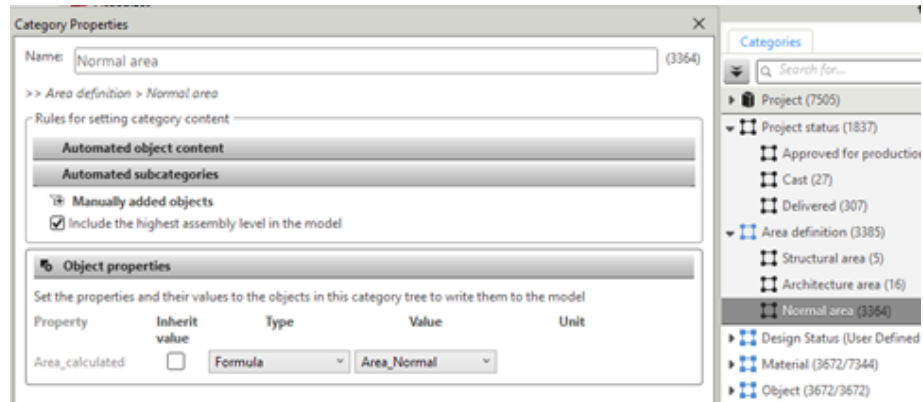 Category Properties
Name:
Normal area
(3364)
>> Area definition > Normal area
Rules for setting category content
Automated object content
Automated subcategories
Manually added objects
Include the highest assembly level in the model
Object properties
Set the properties and their values to the objects in this category tree to write them to the model
Property Inherit value Type Value Unit
Area_calculated Formula Area_Normal
Categories
Search for...
Project (7505)
Project status (1837)
Approved for production
Cast (27)
Delivered (307)
Area definition (3385)
Structural area (5)
Architecture area (16)
Normal area (3364)
Design Status (User Defined
Material (3672/7344)
Object (3672/3672)